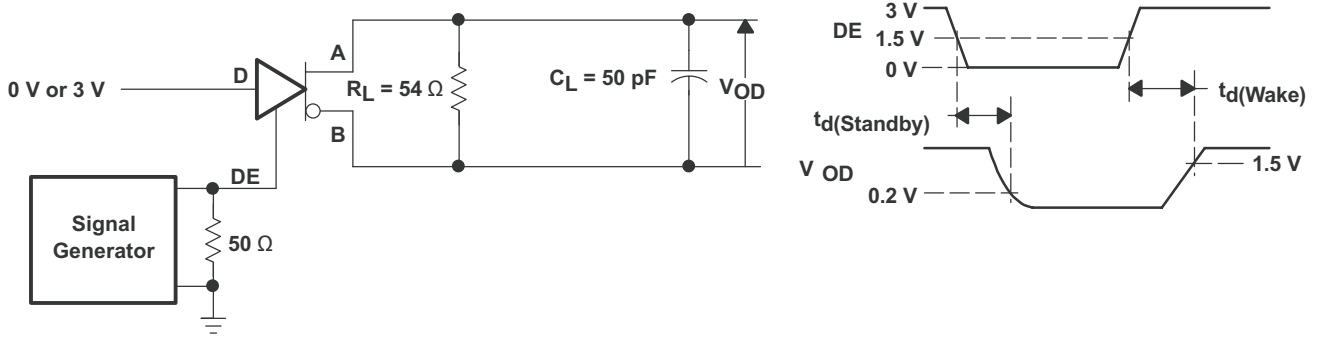 0 V or 3 V
D
A
B
R_L = 54 Ω
C_L = 50 pF
V_OD
DE
Signal
Generator
50 Ω
3 V
DE
1.5 V
0 V
t_d(Wake)
t_d(Standby)
V OD
0.2 V
1.5 V